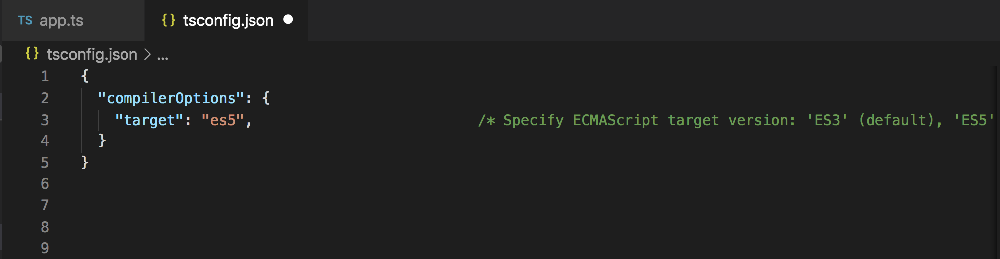 TS app.ts {} tsconfig.json
{} tsconfig.json > ...
1 {
2 "compilerOptions": {
3 "target": "es5", /* Specify ECMAScript target version: 'ES3' (default), 'ES5'
4 }
5 }
6
7
8
9